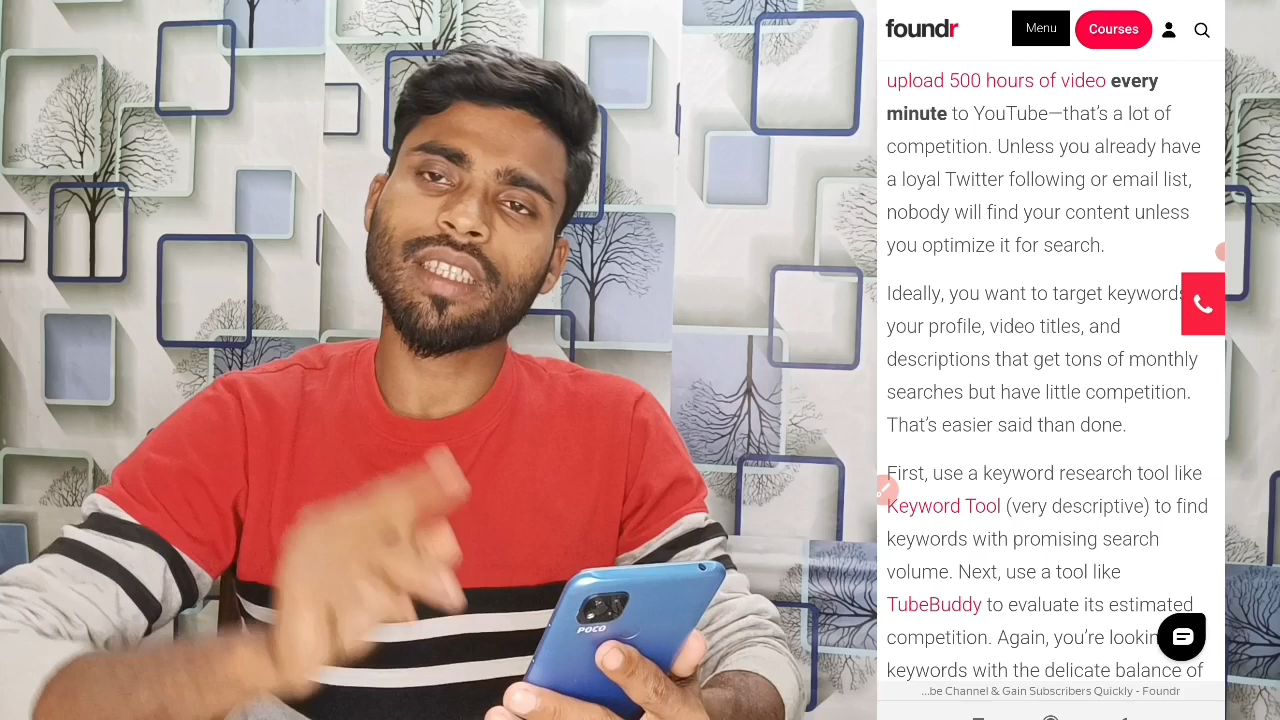 foundr
Menu
Courses
upload 500 hours of video every
minute to YouTube—that's a lot of
competition. Unless you already have
a loyal Twitter following or email list,
nobody will find your content unless
you optimize it for search.
Ideally, you want to target keywords
your profile, video titles, and
descriptions that get tons of monthly
searches but have little competition.
That's easier said than done.
First, use a keyword research tool like
Keyword Tool (very descriptive) to find
keywords with promising search
volume. Next, use a tool like
TubeBuddy to evaluate its estimated
competition. Again, you're
keywords with the delicate balance of
...be Channel & Gain Subscribers Quickly - Foundr
POCO